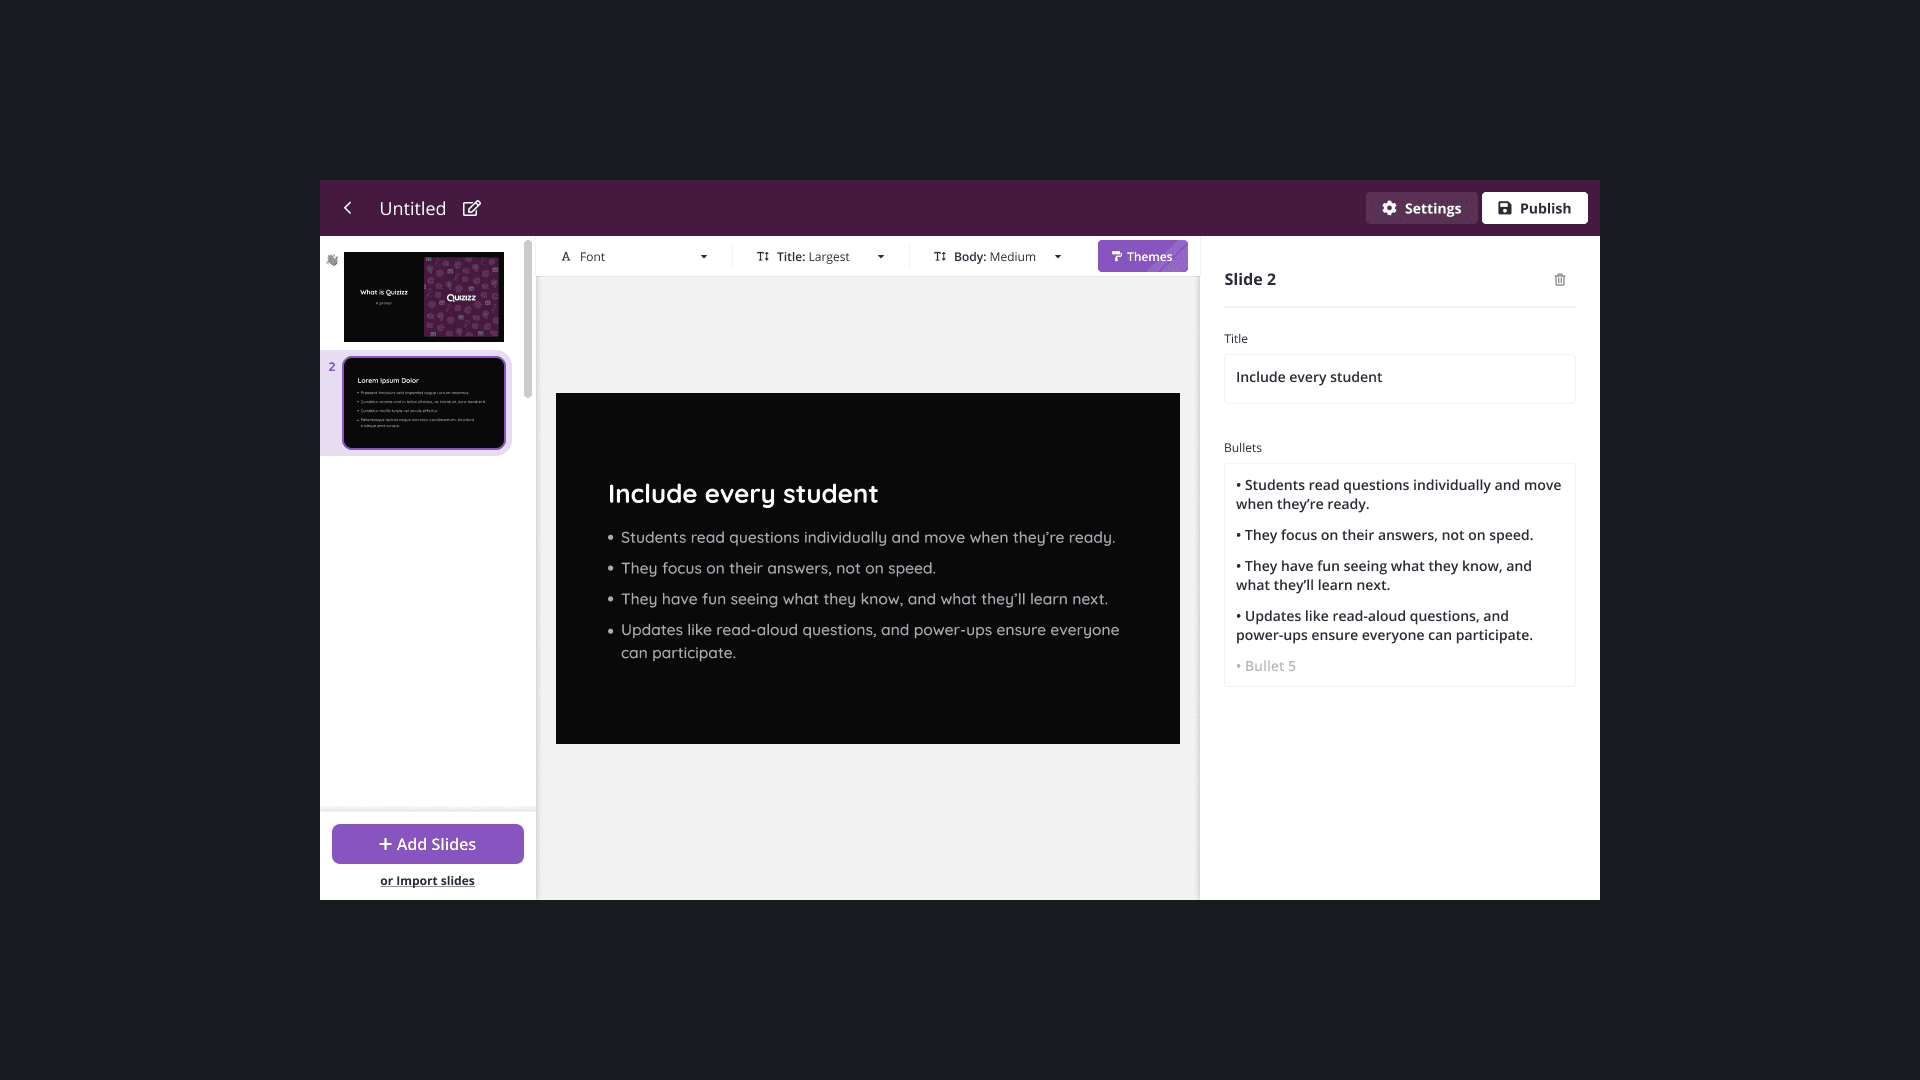 Untitled
Settings
Publish
Font
Title: Largest
Body: Medium
Themes
What is Quizizz
A primer
Quizizz
2
Lorem Ipsum Dolor
+ Add Slides
or Import slides
Include every student
• Students read questions individually and move when they’re ready.
• They focus on their answers, not on speed.
• They have fun seeing what they know, and what they’ll learn next.
• Updates like read-aloud questions, and power-ups ensure everyone
can participate.
Slide 2
Title
Include every student
Bullets
• Students read questions individually and move
when they’re ready.
• They focus on their answers, not on speed.
• They have fun seeing what they know, and
what they’ll learn next.
• Updates like read-aloud questions, and
power-ups ensure everyone can participate.
• Bullet 5